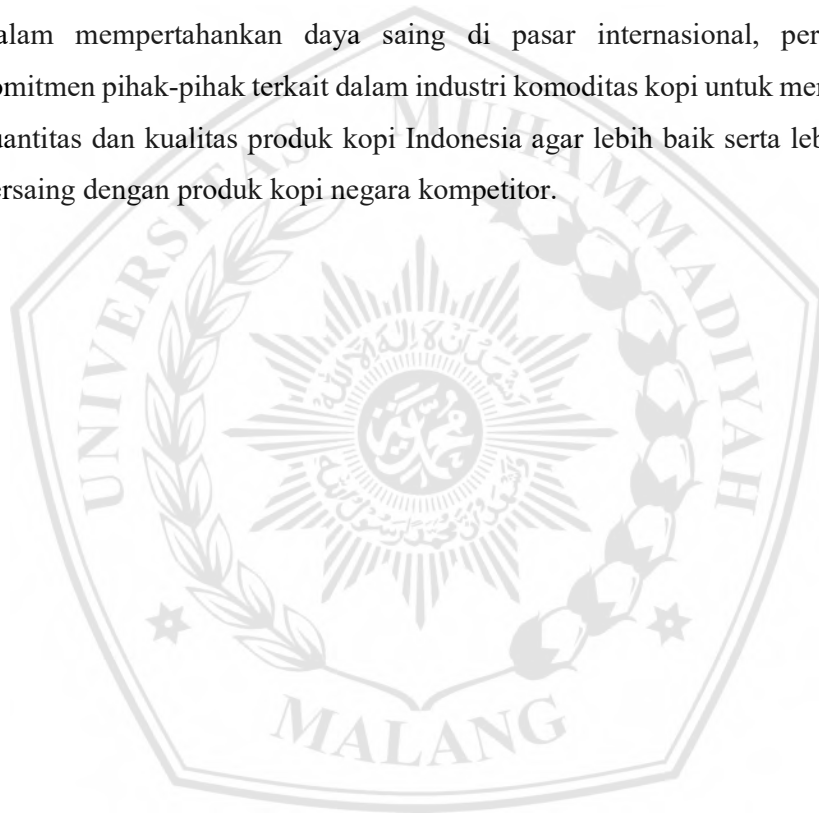 alam mempertahankan daya saing di pasar internasional, per
omitmen pihak-pihak terkait dalam industri komoditas kopi untuk mer
uantitas dan kualitas produk kopi Indonesia agar lebih baik serta leb
ersaing dengan produk kopi negara kompetitor.
UNIVERSITAS MUHAMMADIYAH
MALANG